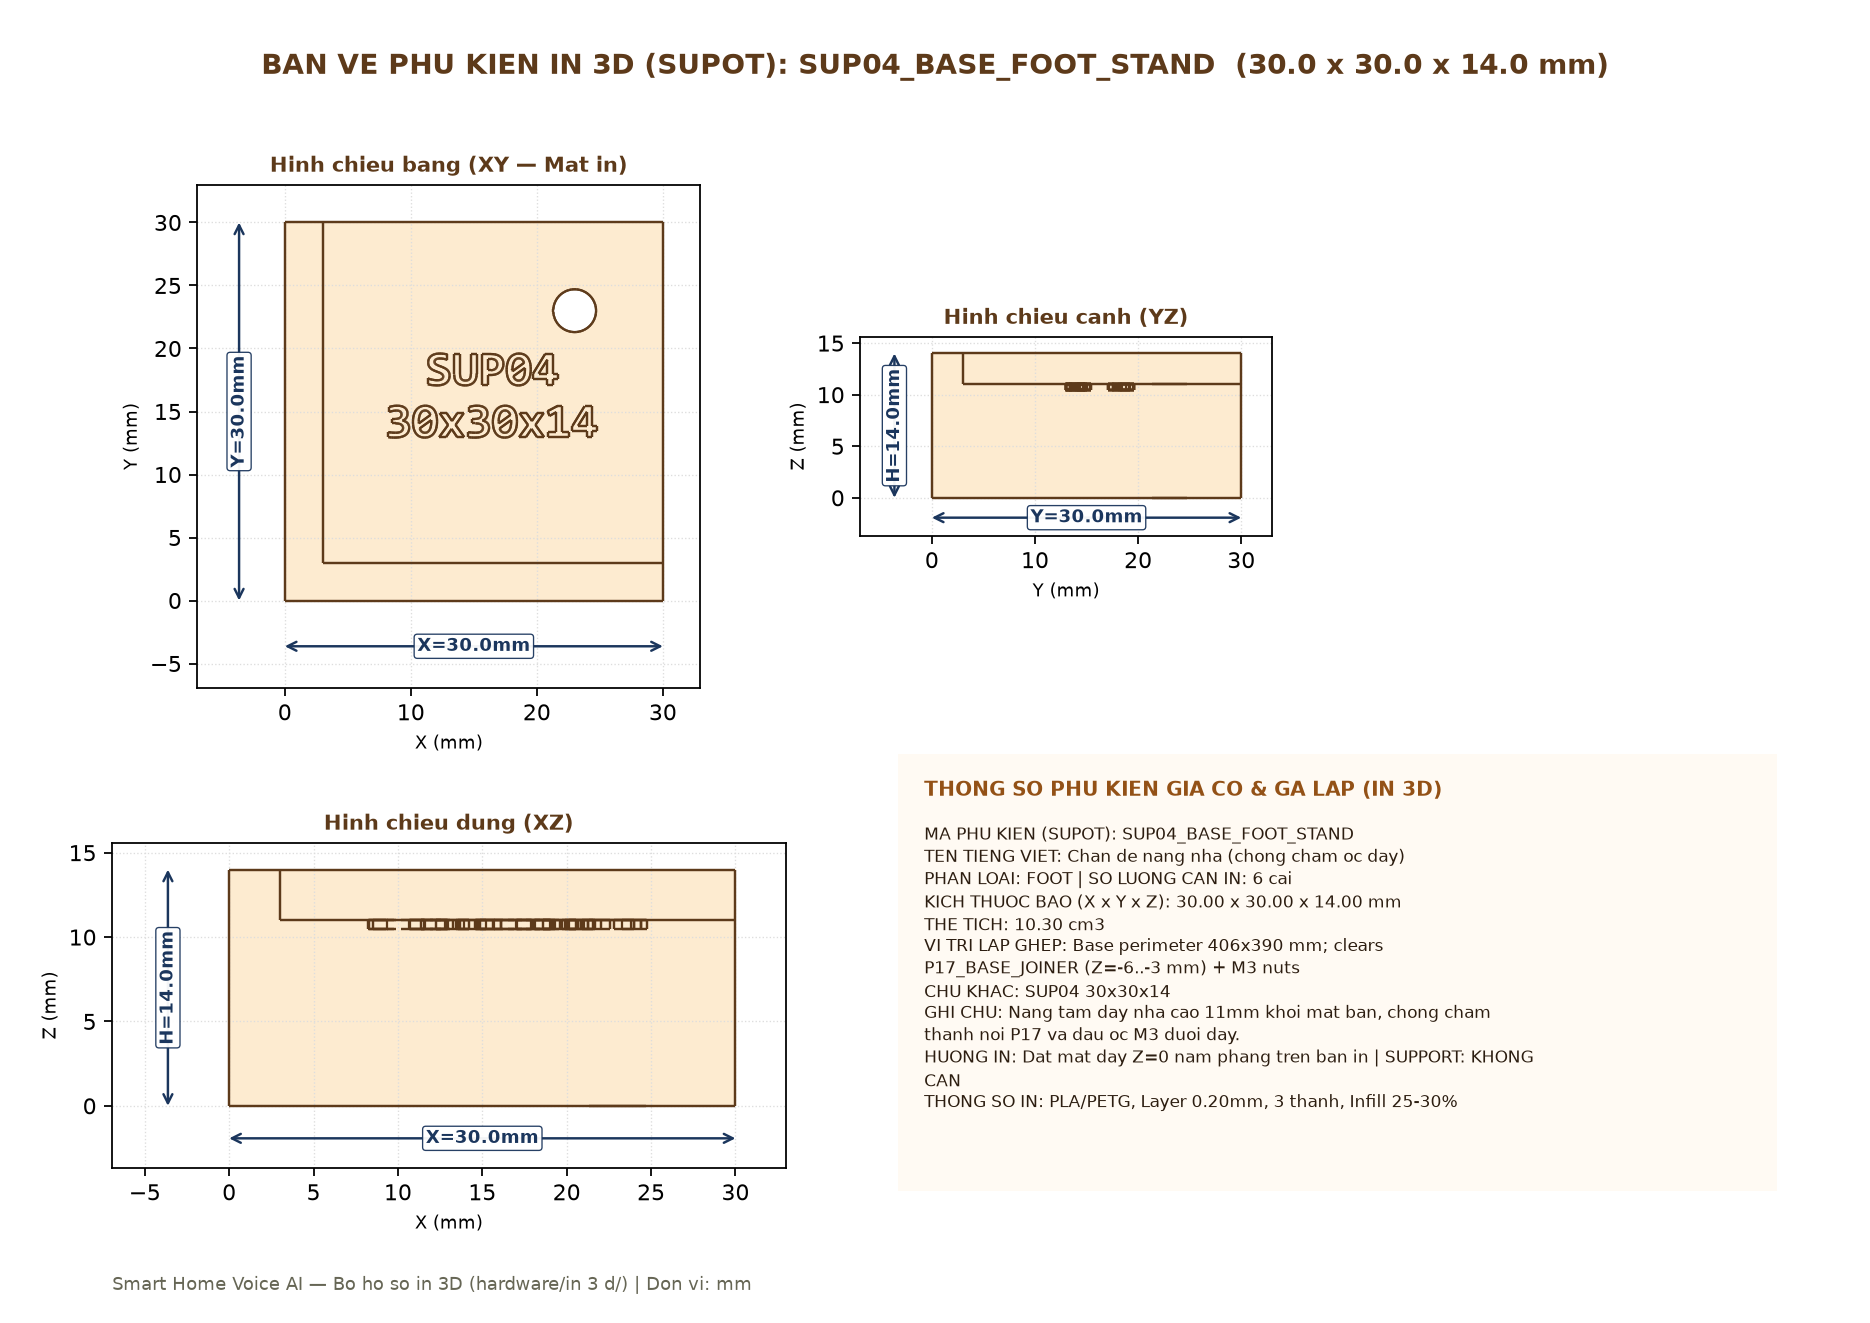 BAN VE PHU KIEN IN 3D (SUPOT): SUP04_BASE_FOOT_STAND (30.0 x 30.0 x 14.0 mm)
Hinh chieu bang (XY — Mat in)
30
25
20
15
10
5
0
−5
Y (mm)
Y=30.0mm
SUP04
30x30x14
X=30.0mm
0
10
20
30
X (mm)
Hinh chieu canh (YZ)
15
10
5
0
Z (mm)
H=14.0mm
Y=30.0mm
0
10
20
30
Y (mm)
Hinh chieu dung (XZ)
15
10
5
0
Z (mm)
H=14.0mm
X=30.0mm
−5
0
5
10
15
20
25
30
X (mm)
THONG SO PHU KIEN GIA CO & GA LAP (IN 3D)
MA PHU KIEN (SUPOT): SUP04_BASE_FOOT_STAND
TEN TIENG VIET: Chan de nang nha (chong cham oc day)
PHAN LOAI: FOOT | SO LUONG CAN IN: 6 cai
KICH THUOC BAO (X x Y x Z): 30.00 x 30.00 x 14.00 mm
THE TICH: 10.30 cm3
VI TRI LAP GHEP: Base perimeter 406x390 mm; clears
P17_BASE_JOINER (Z=-6..-3 mm) + M3 nuts
CHU KHAC: SUP04 30x30x14
GHI CHU: Nang tam day nha cao 11mm khoi mat ban, chong cham
thanh noi P17 va dau oc M3 duoi day.
HUONG IN: Dat mat day Z=0 nam phang tren ban in | SUPPORT: KHONG
CAN
THONG SO IN: PLA/PETG, Layer 0.20mm, 3 thanh, Infill 25-30%
Smart Home Voice AI — Bo ho so in 3D (hardware/in 3 d/) | Don vi: mm